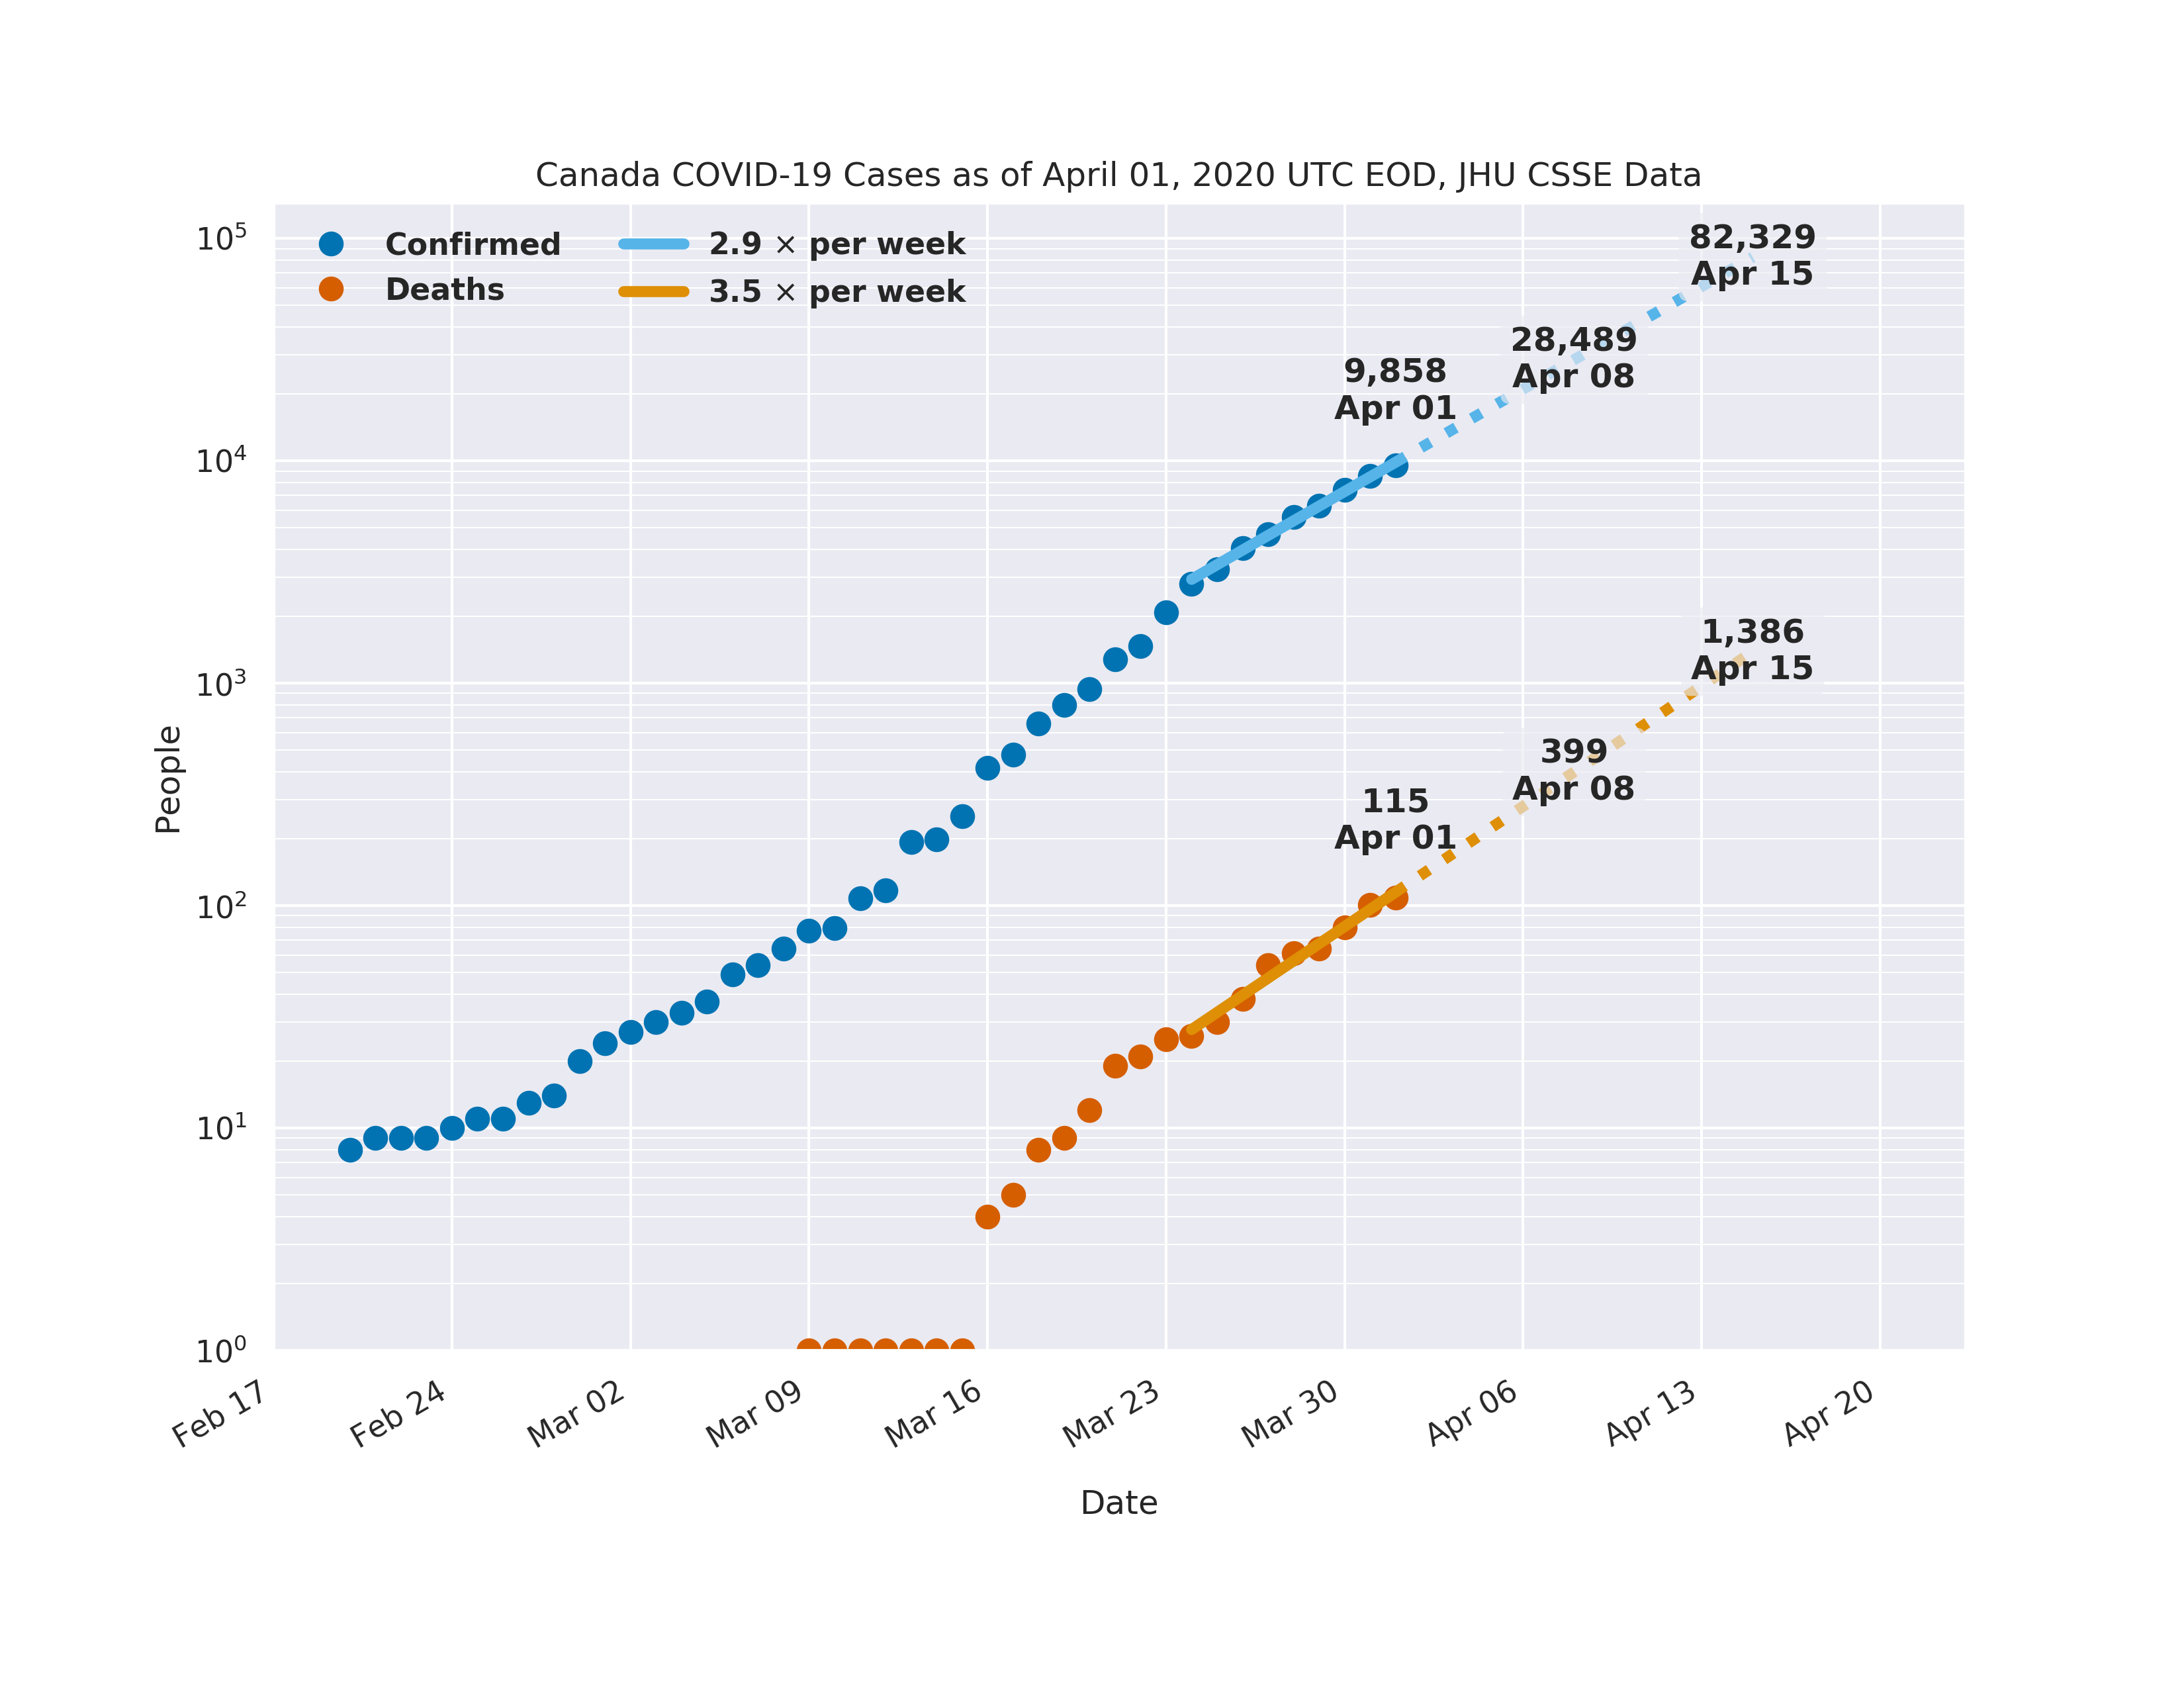 Canada COVID-19 Cases as of April 01, 2020 UTC EOD, JHU CSSE Data
Confirmed
Deaths
2.9 × per week
3.5 × per week
82,329
Apr 15
28,489
Apr 08
9,858
Apr 01
1,386
Apr 15
399
Apr 08
115
Apr 01
10⁵
10⁴
10³
10²
10¹
10⁰
People
Feb 17
Feb 24
Mar 02
Mar 09
Mar 16
Mar 23
Mar 30
Apr 06
Apr 13
Apr 20
Date